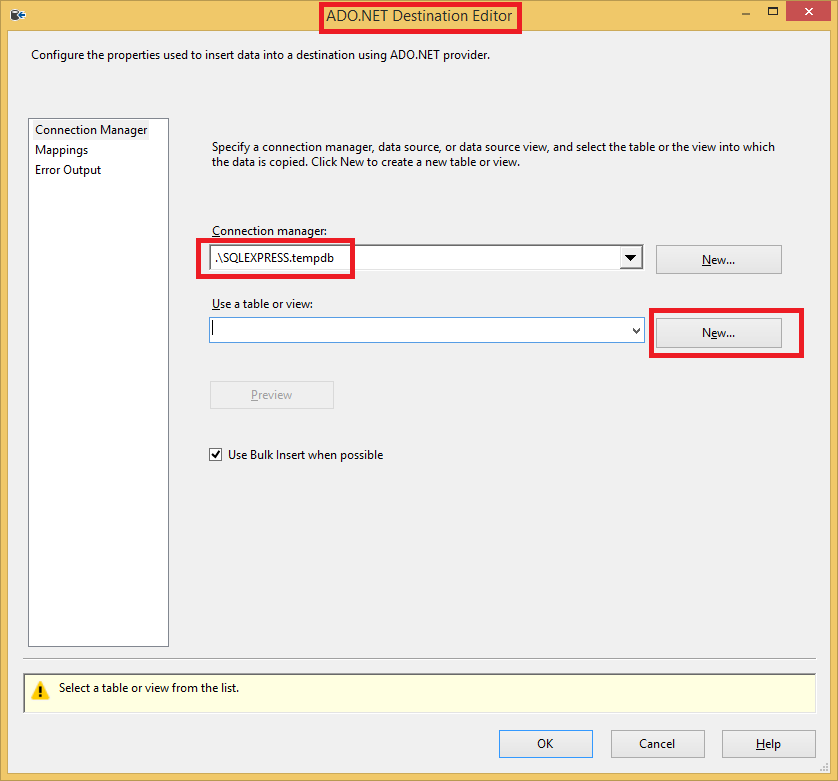 ADO.NET Destination Editor
Configure the properties used to insert data into a destination using ADO.NET provider.
Connection Manager
Mappings
Error Output
Specify a connection manager, data source, or data source view, and select the table or the view into which
the data is copied. Click New to create a new table or view.
Connection manager:
.\SQLEXPRESS.tempdb
New...
Use a table or view:
New...
Preview
Use Bulk Insert when possible
Select a table or view from the list.
OK
Cancel
Help